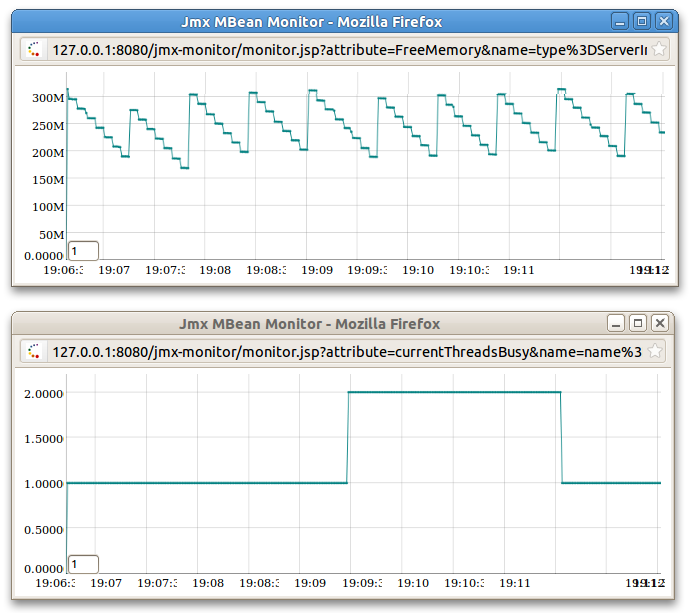 Jmx MBean Monitor - Mozilla Firefox
127.0.0.1:8080/jmx-monitor/monitor.jsp?attribute=FreeMemory&name=type%3DServerI
300M
250M
200M
150M
100M
50M
0.0000
1
19:06:3 19:07 19:07:3 19:08 19:08:3 19:09 19:09:3 19:10 19:10:3 19:11
Jmx MBean Monitor - Mozilla Firefox
127.0.0.1:8080/jmx-monitor/monitor.jsp?attribute=currentThreadsBusy&name=name%3
2.0000
1.5000
1.0000
0.5000
0.0000
1
19:06:3 19:07 19:07:3 19:08 19:08:3 19:09 19:09:3 19:10 19:10:3 19:11